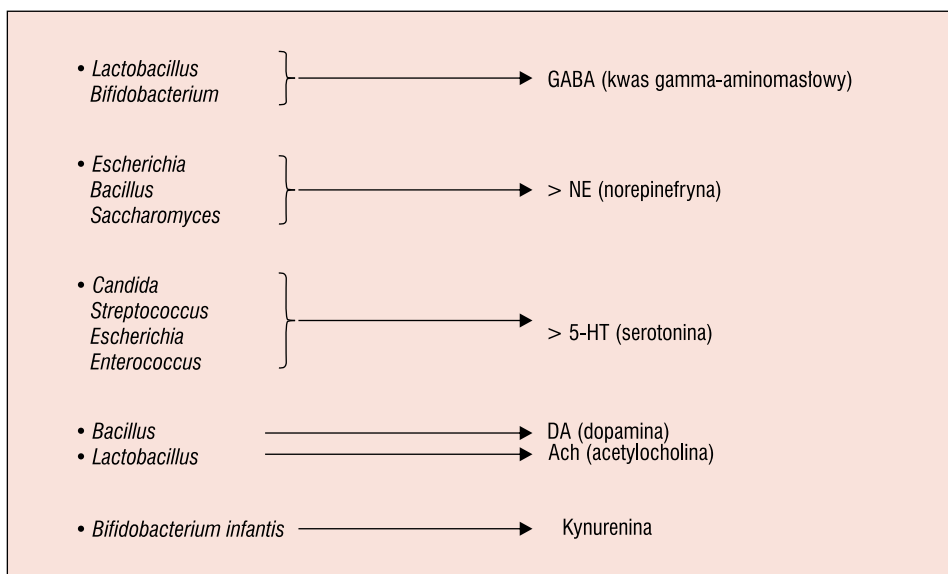 • Lactobacillus
Bifidobacterium
GABA (kwas gamma-aminomasłowy)
• Escherichia
Bacillus
Saccharomyces
> NE (norepinefryna)
• Candida
Streptococcus
Escherichia
Enterococcus
> 5-HT (serotonina)
• Bacillus DA (dopamina)
• Lactobacillus Ach (acetylocholina)
• Bifidobacterium infantis Kynurenina